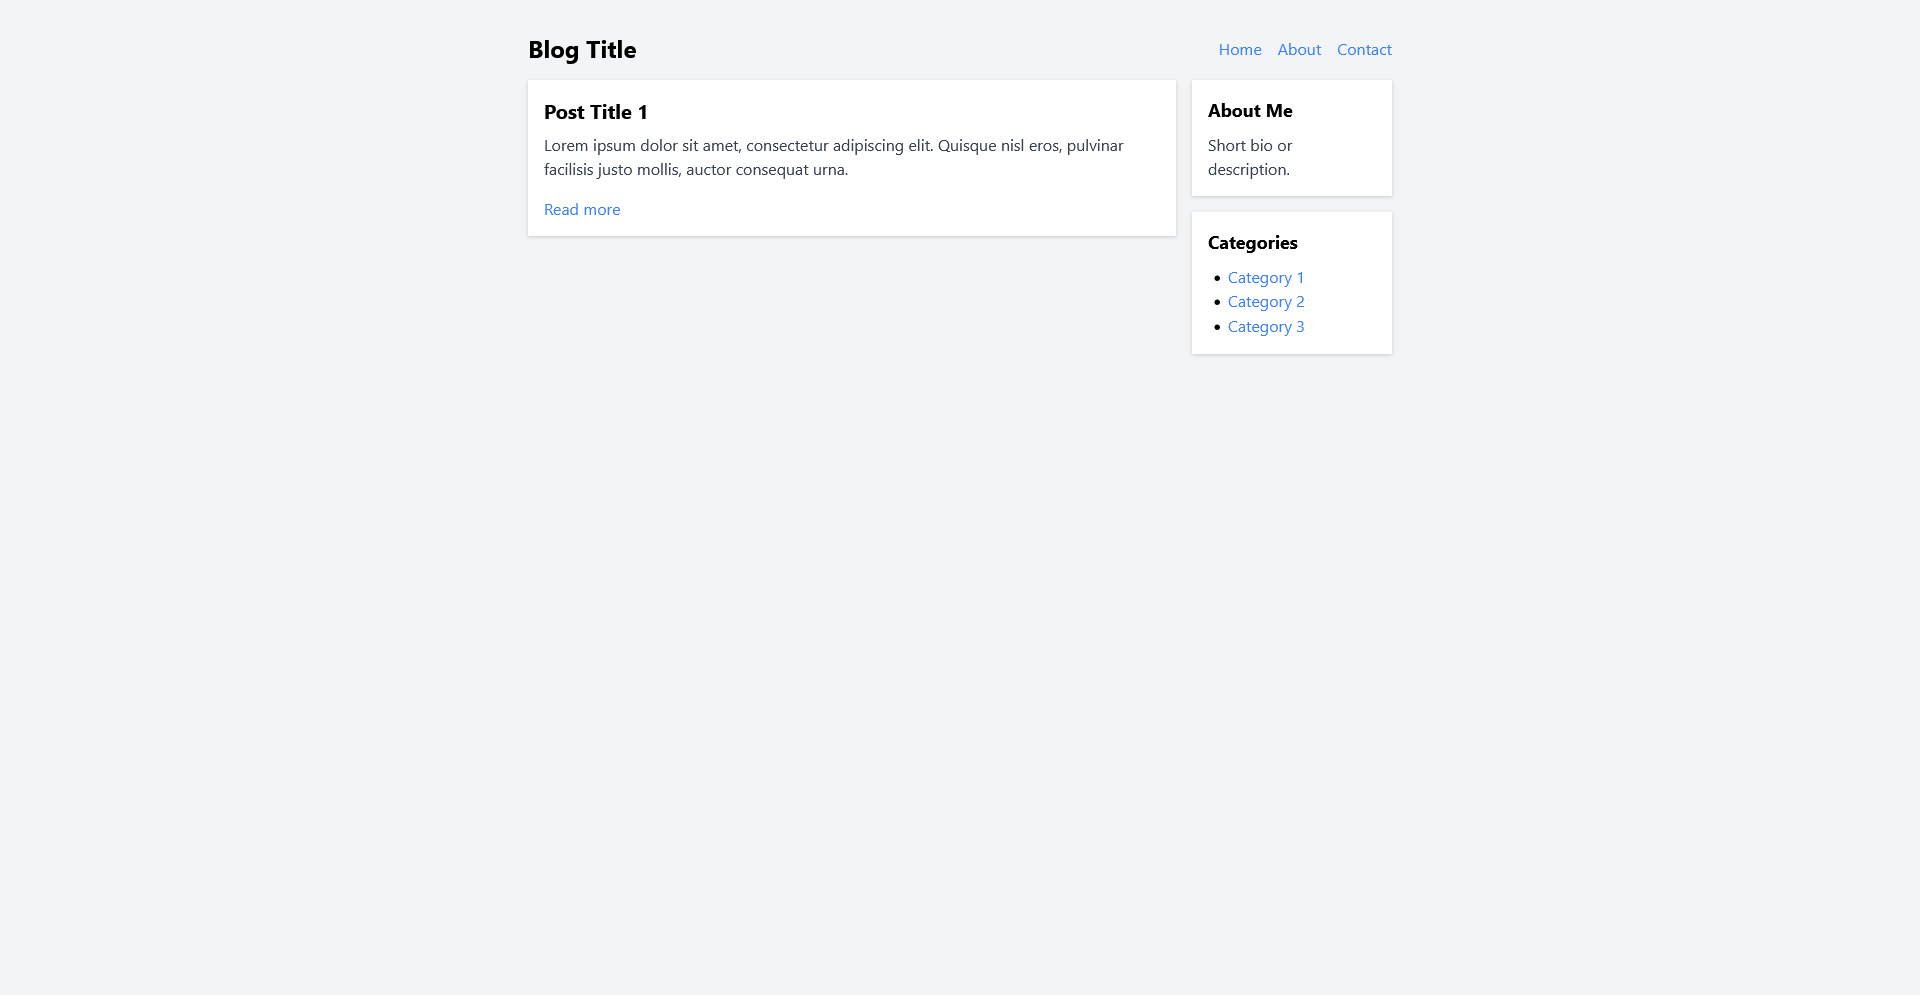 Blog Title
Home About Contact
Post Title 1
Lorem ipsum dolor sit amet, consectetur adipiscing elit. Quisque nisl eros, pulvinar
facilisis justo mollis, auctor consequat urna.
Read more
About Me
Short bio or
description.
Categories
Category 1
Category 2
Category 3